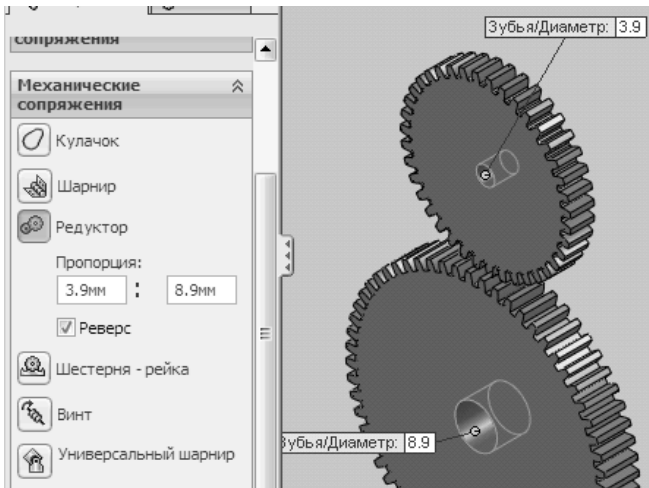 Зубья/Диаметр: 3.9
сопряжения
Механические
сопряжения
Кулачок
Шарнир
Редуктор
Пропорция:
3.9мм : 8.9мм
Реверс
Шестерня - рейка
Винт
Зубья/Диаметр: 8.9
Универсальный шарнир